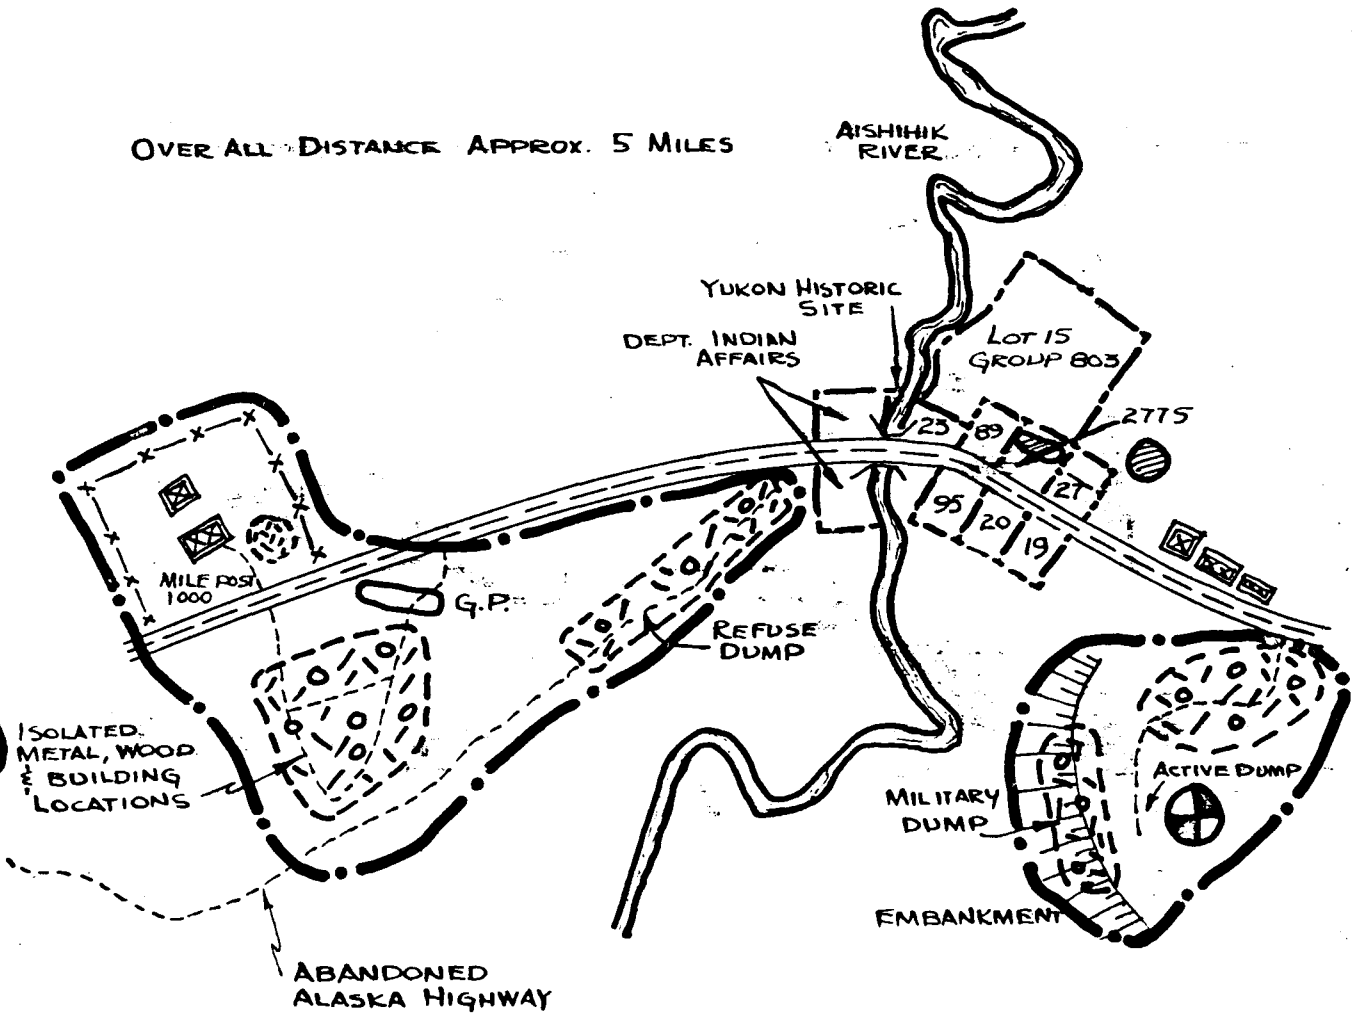 OVER ALL DISTANCE APPROX. 5 MILES
AISHIHIK
RIVER
YUKON HISTORIC
SITE
DEPT. INDIAN
AFFAIRS
LOT 15
GROUP 803
2775
23
89
27
95
20
19
MILE POST
1000
G.P.
REFUSE
DUMP
ISOLATED
METAL, WOOD
& BUILDING
LOCATIONS
ACTIVE DUMP
MILITARY
DUMP
EMBANKMENT
ABANDONED
ALASKA HIGHWAY